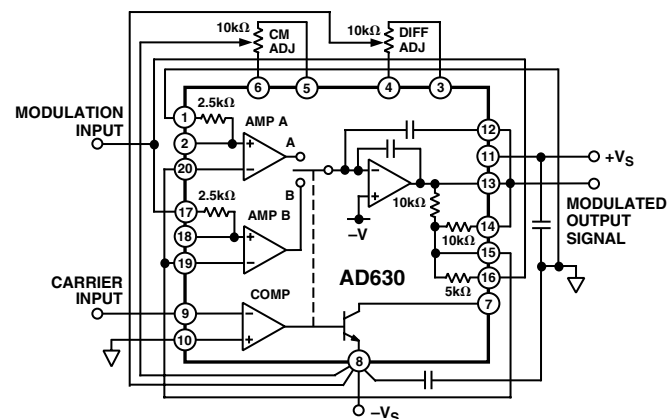 10kΩ
CM
ADJ
10kΩ
DIFF
ADJ
6
5
4
3
MODULATION
INPUT
1
2.5kΩ
AMP A
A
2
20
12
11
+VS
17
2.5kΩ
B
13
AMP B
10kΩ
MODULATED
OUTPUT
SIGNAL
–V
18
14
10kΩ
19
15
CARRIER
INPUT
AD630
16
5kΩ
COMP
9
7
10
8
–VS
–
+
–
+
–
+
–
+